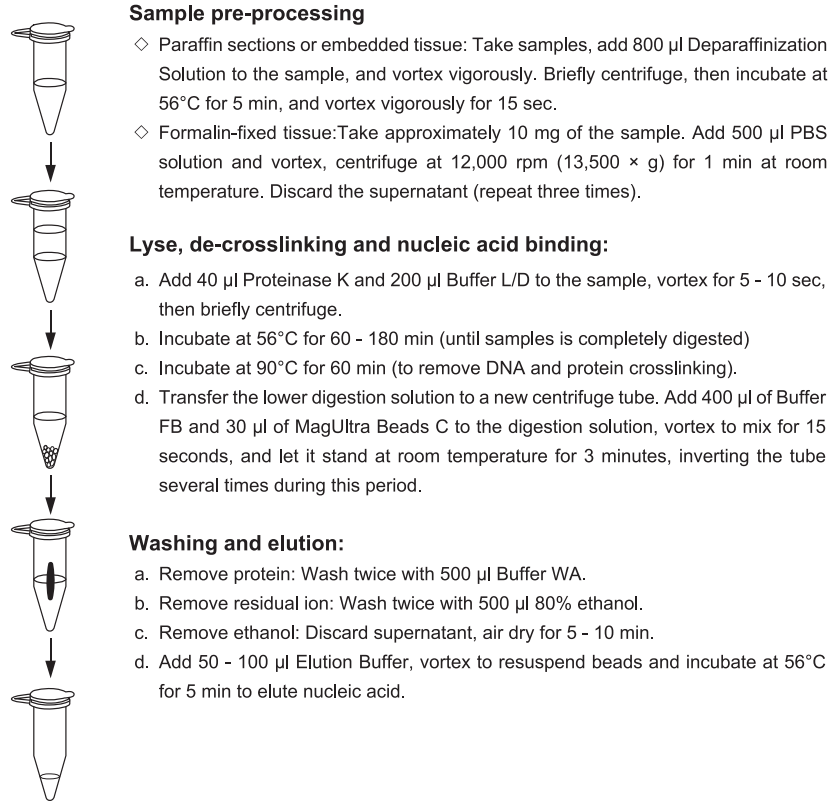 Sample pre-processing
◇ Paraffin sections or embedded tissue: Take samples, add 800 µl Deparaffinization
Solution to the sample, and vortex vigorously. Briefly centrifuge, then incubate at
56°C for 5 min, and vortex vigorously for 15 sec.
◇ Formalin-fixed tissue:Take approximately 10 mg of the sample. Add 500 µl PBS
solution and vortex, centrifuge at 12,000 rpm (13,500 × g) for 1 min at room
temperature. Discard the supernatant (repeat three times).
Lyse, de-crosslinking and nucleic acid binding:
a. Add 40 µl Proteinase K and 200 µl Buffer L/D to the sample, vortex for 5 - 10 sec,
then briefly centrifuge.
b. Incubate at 56°C for 60 - 180 min (until samples is completely digested)
c. Incubate at 90°C for 60 min (to remove DNA and protein crosslinking).
d. Transfer the lower digestion solution to a new centrifuge tube. Add 400 µl of Buffer
FB and 30 µl of MagUltra Beads C to the digestion solution, vortex to mix for 15
seconds, and let it stand at room temperature for 3 minutes, inverting the tube
several times during this period.
Washing and elution:
a. Remove protein: Wash twice with 500 µl Buffer WA.
b. Remove residual ion: Wash twice with 500 µl 80% ethanol.
c. Remove ethanol: Discard supernatant, air dry for 5 - 10 min.
d. Add 50 - 100 µl Elution Buffer, vortex to resuspend beads and incubate at 56°C
for 5 min to elute nucleic acid.